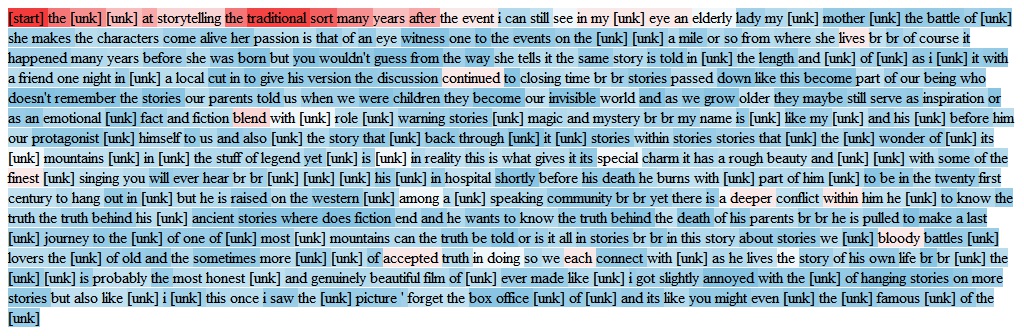 [start] the [unk] [unk] at storytelling the traditional sort many years after the event i can still see in my [unk] eye an elderly lady my [unk] mother [unk] the battle of [unk]
she makes the characters come alive her passion is that of an eye witness one to the events on the [unk] [unk] a mile or so from where she lives br br of course it
happened many years before she was born but you wouldn't guess from the way she tells it the same story is told in [unk] the length and [unk] of [unk] as i [unk] it with
a friend one night in [unk] a local cut in to give his version the discussion continued to closing time br br stories passed down like this become part of our being who
doesn't remember the stories our parents told us when we were children they become our invisible world and as we grow older they maybe still serve as inspiration or
as an emotional [unk] fact and fiction blend with [unk] role [unk] warning stories [unk] magic and mystery br br my name is [unk] like my [unk] and his [unk] before him
our protagonist [unk] himself to us and also [unk] the story that [unk] back through [unk] it [unk] stories within stories stories that [unk] the [unk] wonder of [unk] its
[unk] mountains [unk] in [unk] the stuff of legend yet [unk] is [unk] in reality this is what gives it its special charm it has a rough beauty and [unk] [unk] with some of the
finest [unk] singing you will ever hear br br [unk] [unk] [unk] his [unk] in hospital shortly before his death he burns with [unk] part of him [unk] to be in the twenty first
century to hang out in [unk] but he is raised on the western [unk] among a [unk] speaking community br br yet there is a deeper conflict within him he [unk] to know the
truth the truth behind his [unk] ancient stories where does fiction end and he wants to know the truth behind the death of his parents br br he is pulled to make a last
[unk] journey to the [unk] of one of [unk] most [unk] mountains can the truth be told or is it all in stories br br in this story about stories we [unk] bloody battles [unk]
lovers the [unk] of old and the sometimes more [unk] [unk] of accepted truth in doing so we each connect with [unk] as he lives the story of his own life br br [unk] the
[unk] [unk] is probably the most honest [unk] and genuinely beautiful film of [unk] ever made like [unk] i got slightly annoyed with the [unk] of hanging stories on more
stories but also like [unk] i [unk] this once i saw the [unk] picture ' forget the box office [unk] of [unk] and its like you might even [unk] the [unk] famous [unk] of the
[unk]